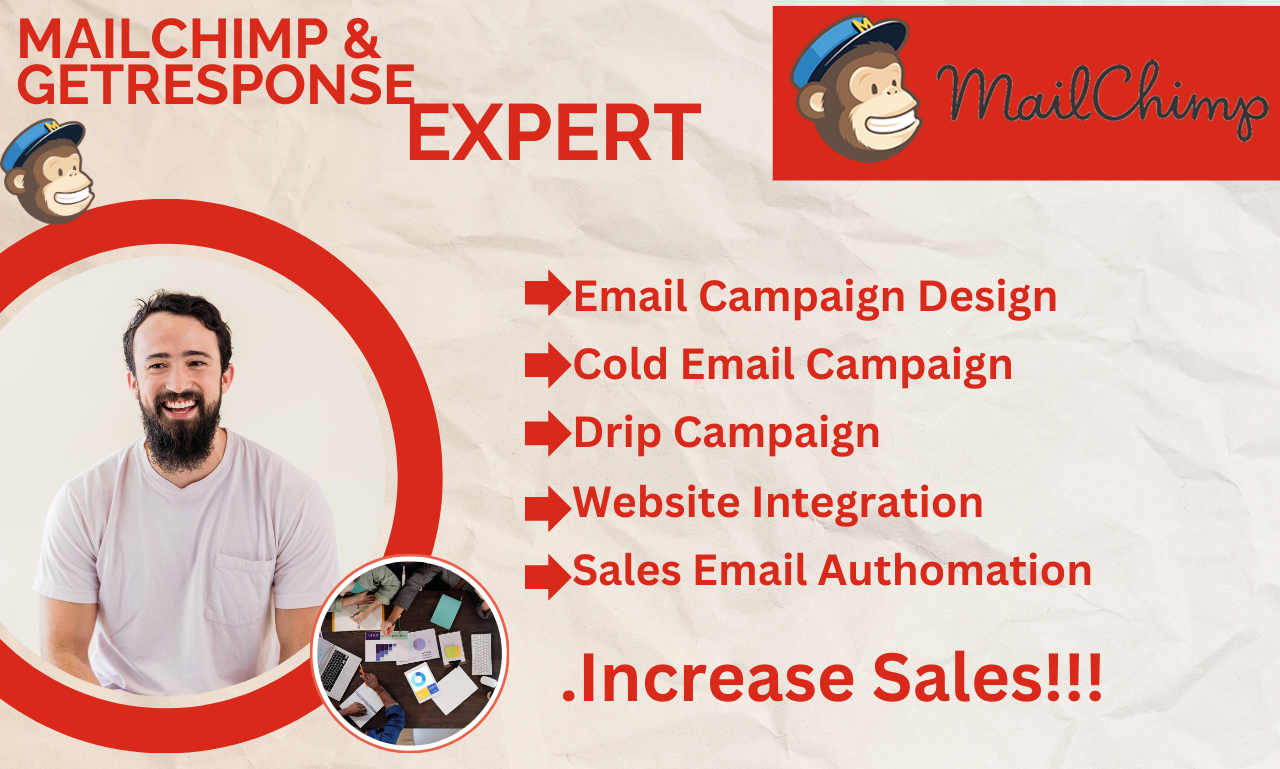 MAILCHIMP &
GETRESPONSE
EXPERT
MailChimp
Email Campaign Design
Cold Email Campaign
Drip Campaign
Website Integration
Sales Email Authomation
.Increase Sales!!!